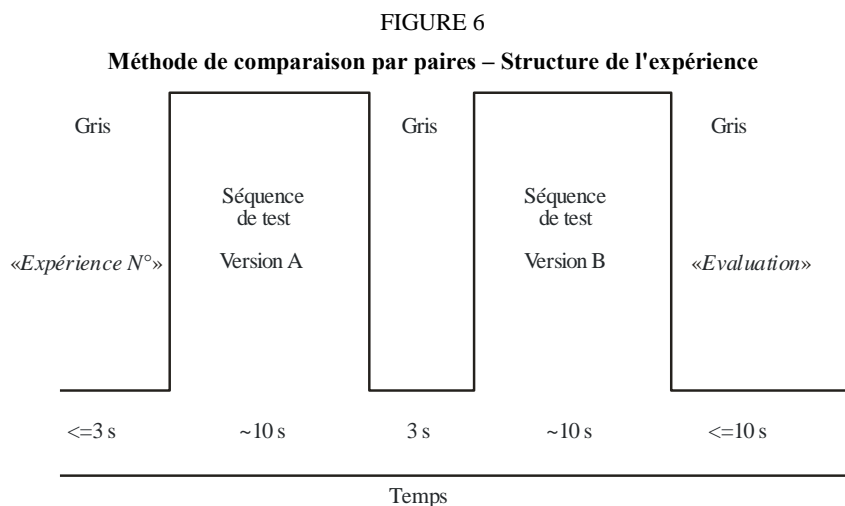 FIGURE 6
Méthode de comparaison par paires – Structure de l'expérience
Gris
Gris
Gris
Séquence
de test
Séquence
de test
«Expérience N°»
Version A
Version B
«Evaluation»
<=3 s
~10 s
3 s
~10 s
<=10 s
Temps